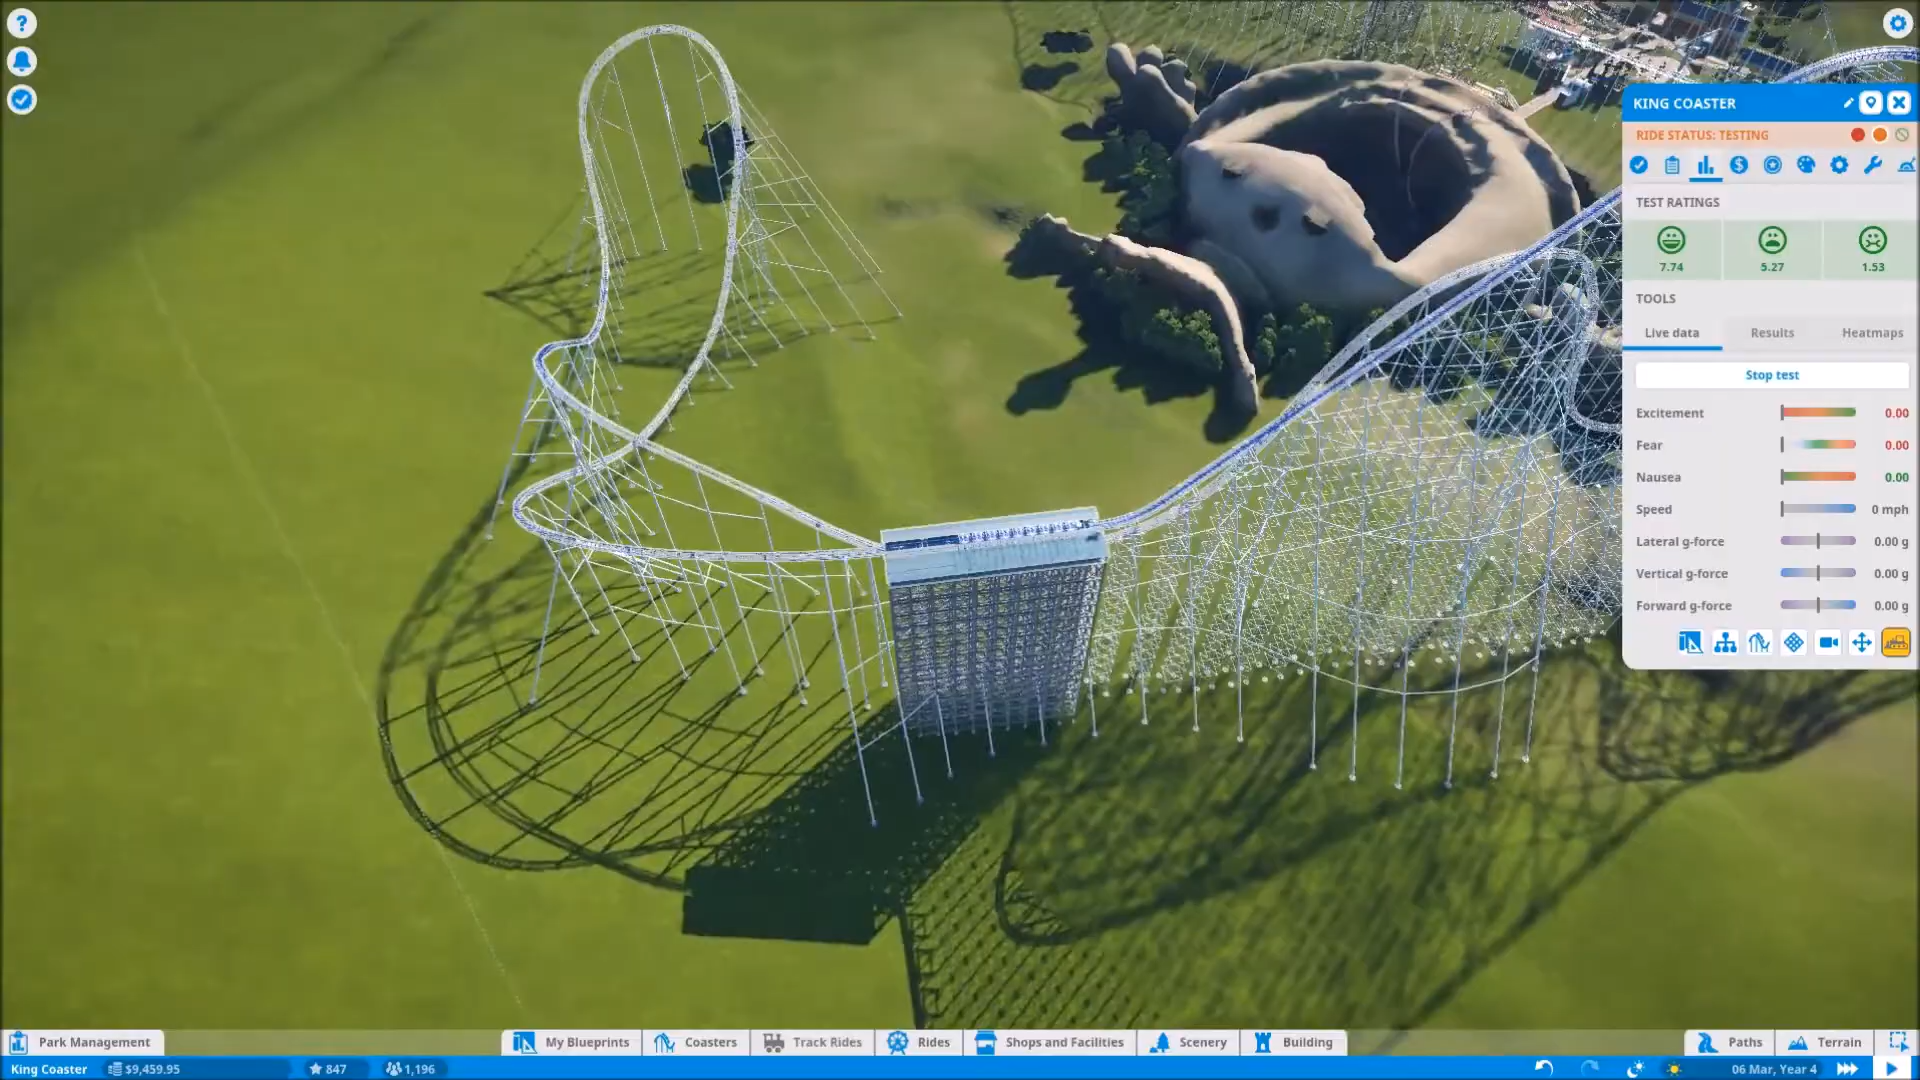 ?
KING COASTER
RIDE STATUS: TESTING
TEST RATINGS
7.74 5.27 1.53
TOOLS
Live data Results Heatmaps
Stop test
Excitement 0.00
Fear 0.00
Nausea 0.00
Speed 0 mph
Lateral g-force 0.00 g
Vertical g-force 0.00 g
Forward g-force 0.00 g
Park Management My Blueprints Coasters Track Rides Rides Shops and Facilities Scenery Building Paths Terrain
King Coaster $9,459.95 847 1,196 06 Mar, Year 4